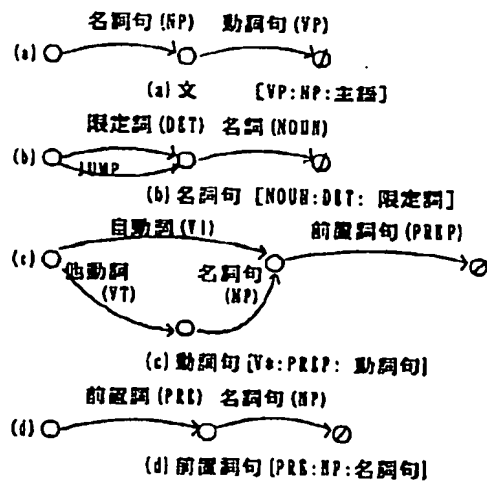 名詞句(NP) 動詞句(VP)
(a)
(a)文 [VP:NP:主語]
限定詞(DET) 名詞(NOUN)
(b) JUMP
(b)名詞句 [NOUN:DET: 限定詞]
自動詞(VI) 前置詞句(PREP)
(c) 他動詞 名詞句
(VT) (NP)
(c)動詞句[V*:PREP: 動詞句]
前置詞(PRE) 名詞句(NP)
(d)
(d)前置詞句[PRE:NP:名詞句]